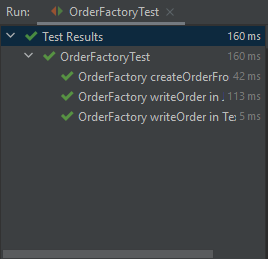 Run: OrderFactoryTest ×
Test Results 160 ms
OrderFactoryTest 160 ms
OrderFactory createOrderFro 42 ms
OrderFactory writeOrder in . 113 ms
OrderFactory writeOrder in Te 5 ms